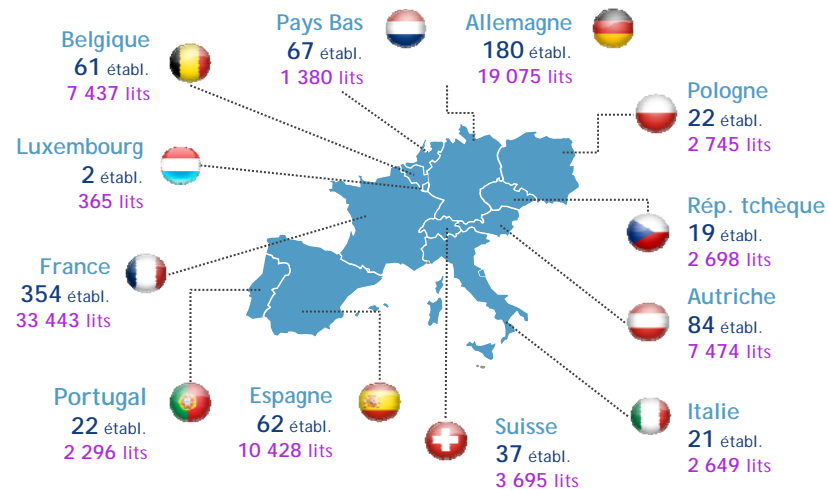 Belgique
61 établ.
7 437 lits
Pays Bas
67 établ.
1 380 lits
Allemagne
180 établ.
19 075 lits
Pologne
22 établ.
2 745 lits
Luxembourg
2 établ.
365 lits
Rép. tchèque
19 établ.
2 698 lits
France
354 établ.
33 443 lits
Autriche
84 établ.
7 474 lits
Portugal
22 établ.
2 296 lits
Espagne
62 établ.
10 428 lits
Suisse
37 établ.
3 695 lits
Italie
21 établ.
2 649 lits